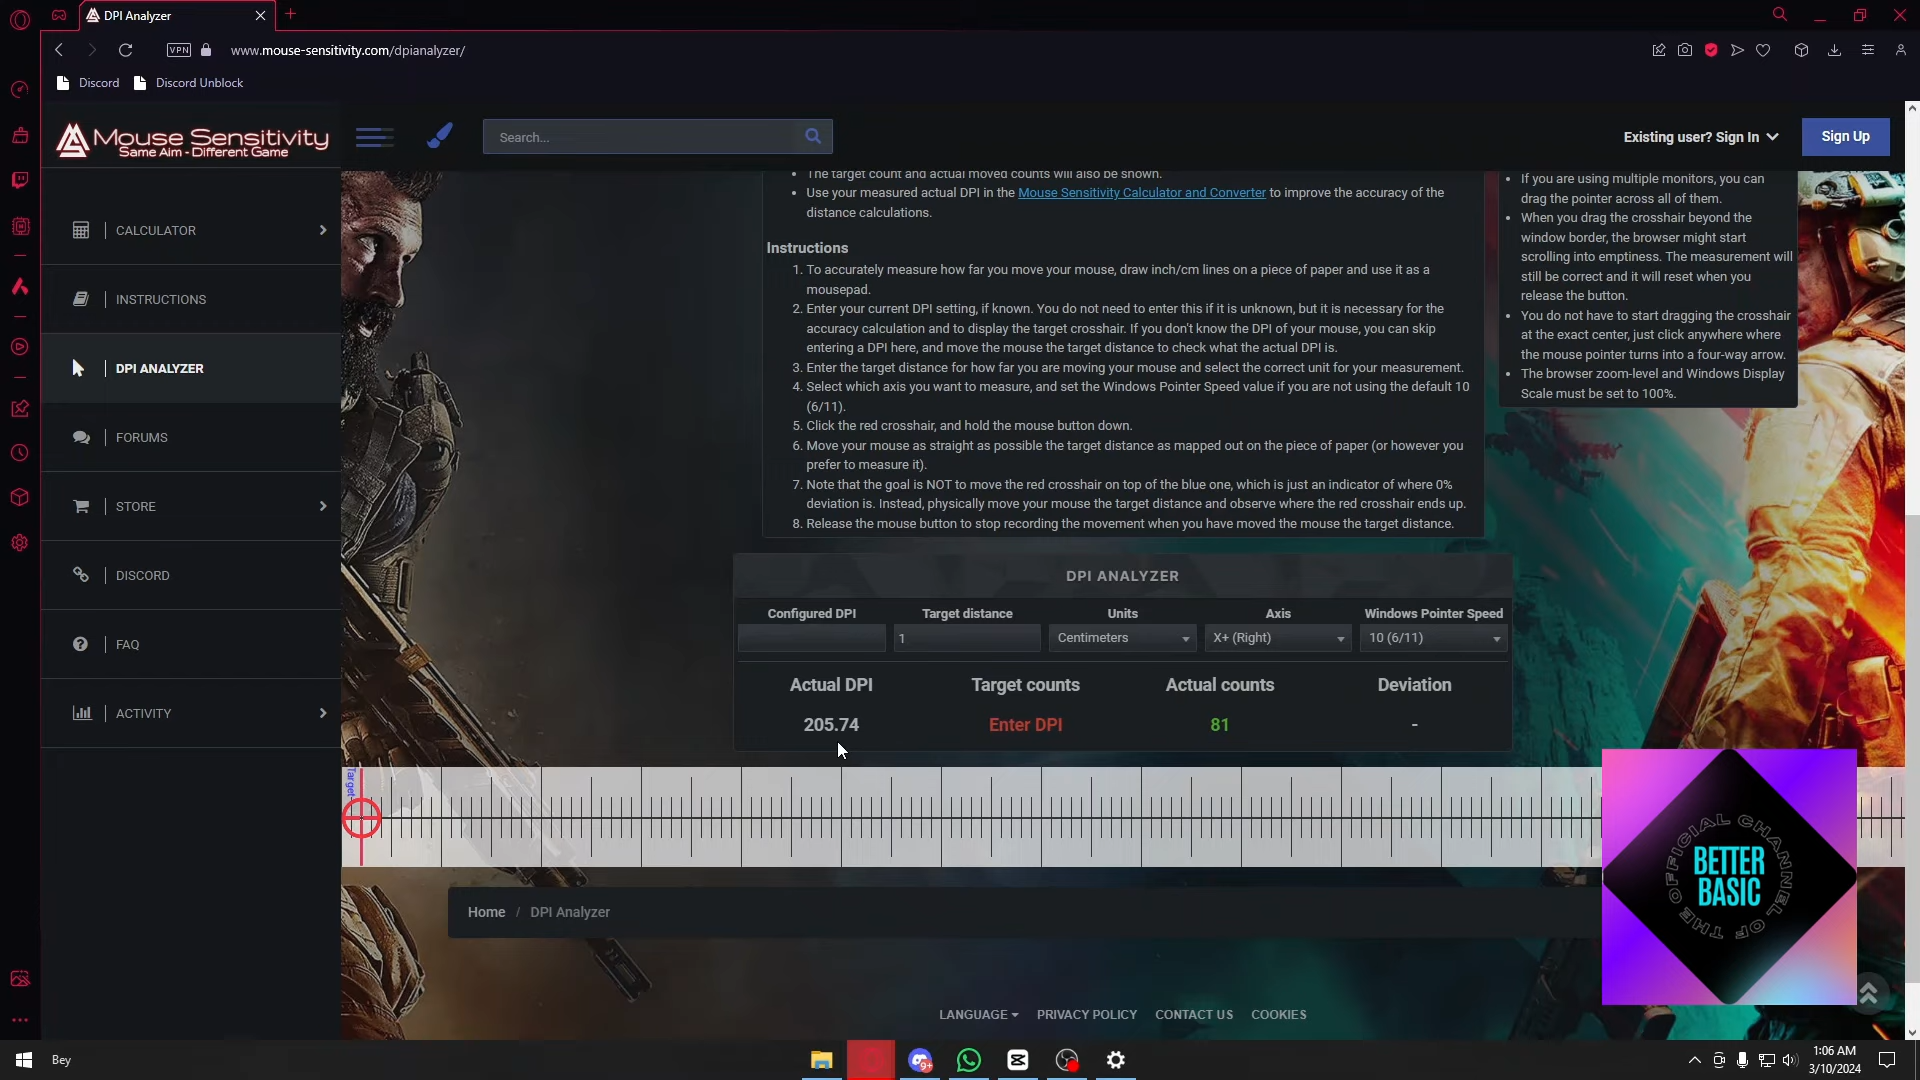 DPI Analyzer
VPN
www.mouse-sensitivity.com/dpianalyzer/
Discord
Discord Unblock
Mouse Sensitivity
Same Aim - Different Game
Search...
Existing user? Sign In
Sign Up
CALCULATOR
INSTRUCTIONS
DPI ANALYZER
FORUMS
STORE
DISCORD
FAQ
ACTIVITY
The target count and actual moved counts will also be shown.
Use your measured actual DPI in the Mouse Sensitivity Calculator and Converter to improve the accuracy of the
distance calculations.
Instructions
1. To accurately measure how far you move your mouse, draw inch/cm lines on a piece of paper and use it as a
mousepad.
2. Enter your current DPI setting, if known. You do not need to enter this if it is unknown, but it is necessary for the
accuracy calculation and to display the target crosshair. If you don't know the DPI of your mouse, you can skip
entering a DPI here, and move the mouse the target distance to check what the actual DPI is.
3. Enter the target distance for how far you are moving your mouse and select the correct unit for your measurement.
4. Select which axis you want to measure, and set the Windows Pointer Speed value if you are not using the default 10
(6/11).
5. Click the red crosshair, and hold the mouse button down.
6. Move your mouse as straight as possible the target distance as mapped out on the piece of paper (or however you
prefer to measure it).
7. Note that the goal is NOT to move the red crosshair on top of the blue one, which is just an indicator of where 0%
deviation is. Instead, physically move your mouse the target distance and observe where the red crosshair ends up.
8. Release the mouse button to stop recording the movement when you have moved the mouse the target distance.
If you are using multiple monitors, you can
drag the pointer across all of them.
When you drag the crosshair beyond the
window border, the browser might start
scrolling into emptiness. The measurement will
still be correct and it will reset when you
release the button.
You do not have to start dragging the crosshair
at the exact center, just click anywhere where
the mouse pointer turns into a four-way arrow.
The browser zoom-level and Windows Display
Scale must be set to 100%.
DPI ANALYZER
Configured DPI
Target distance
Units
Axis
Windows Pointer Speed
1
Centimeters
X+ (Right)
10 (6/11)
Actual DPI
Target counts
Actual counts
Deviation
205.74
Enter DPI
81
-
Target
Home / DPI Analyzer
OFFICIAL CHANNEL OF THE
BETTER
BASIC
LANGUAGE
PRIVACY POLICY
CONTACT US
COOKIES
Bey
9+
1:06 AM
3/10/2024